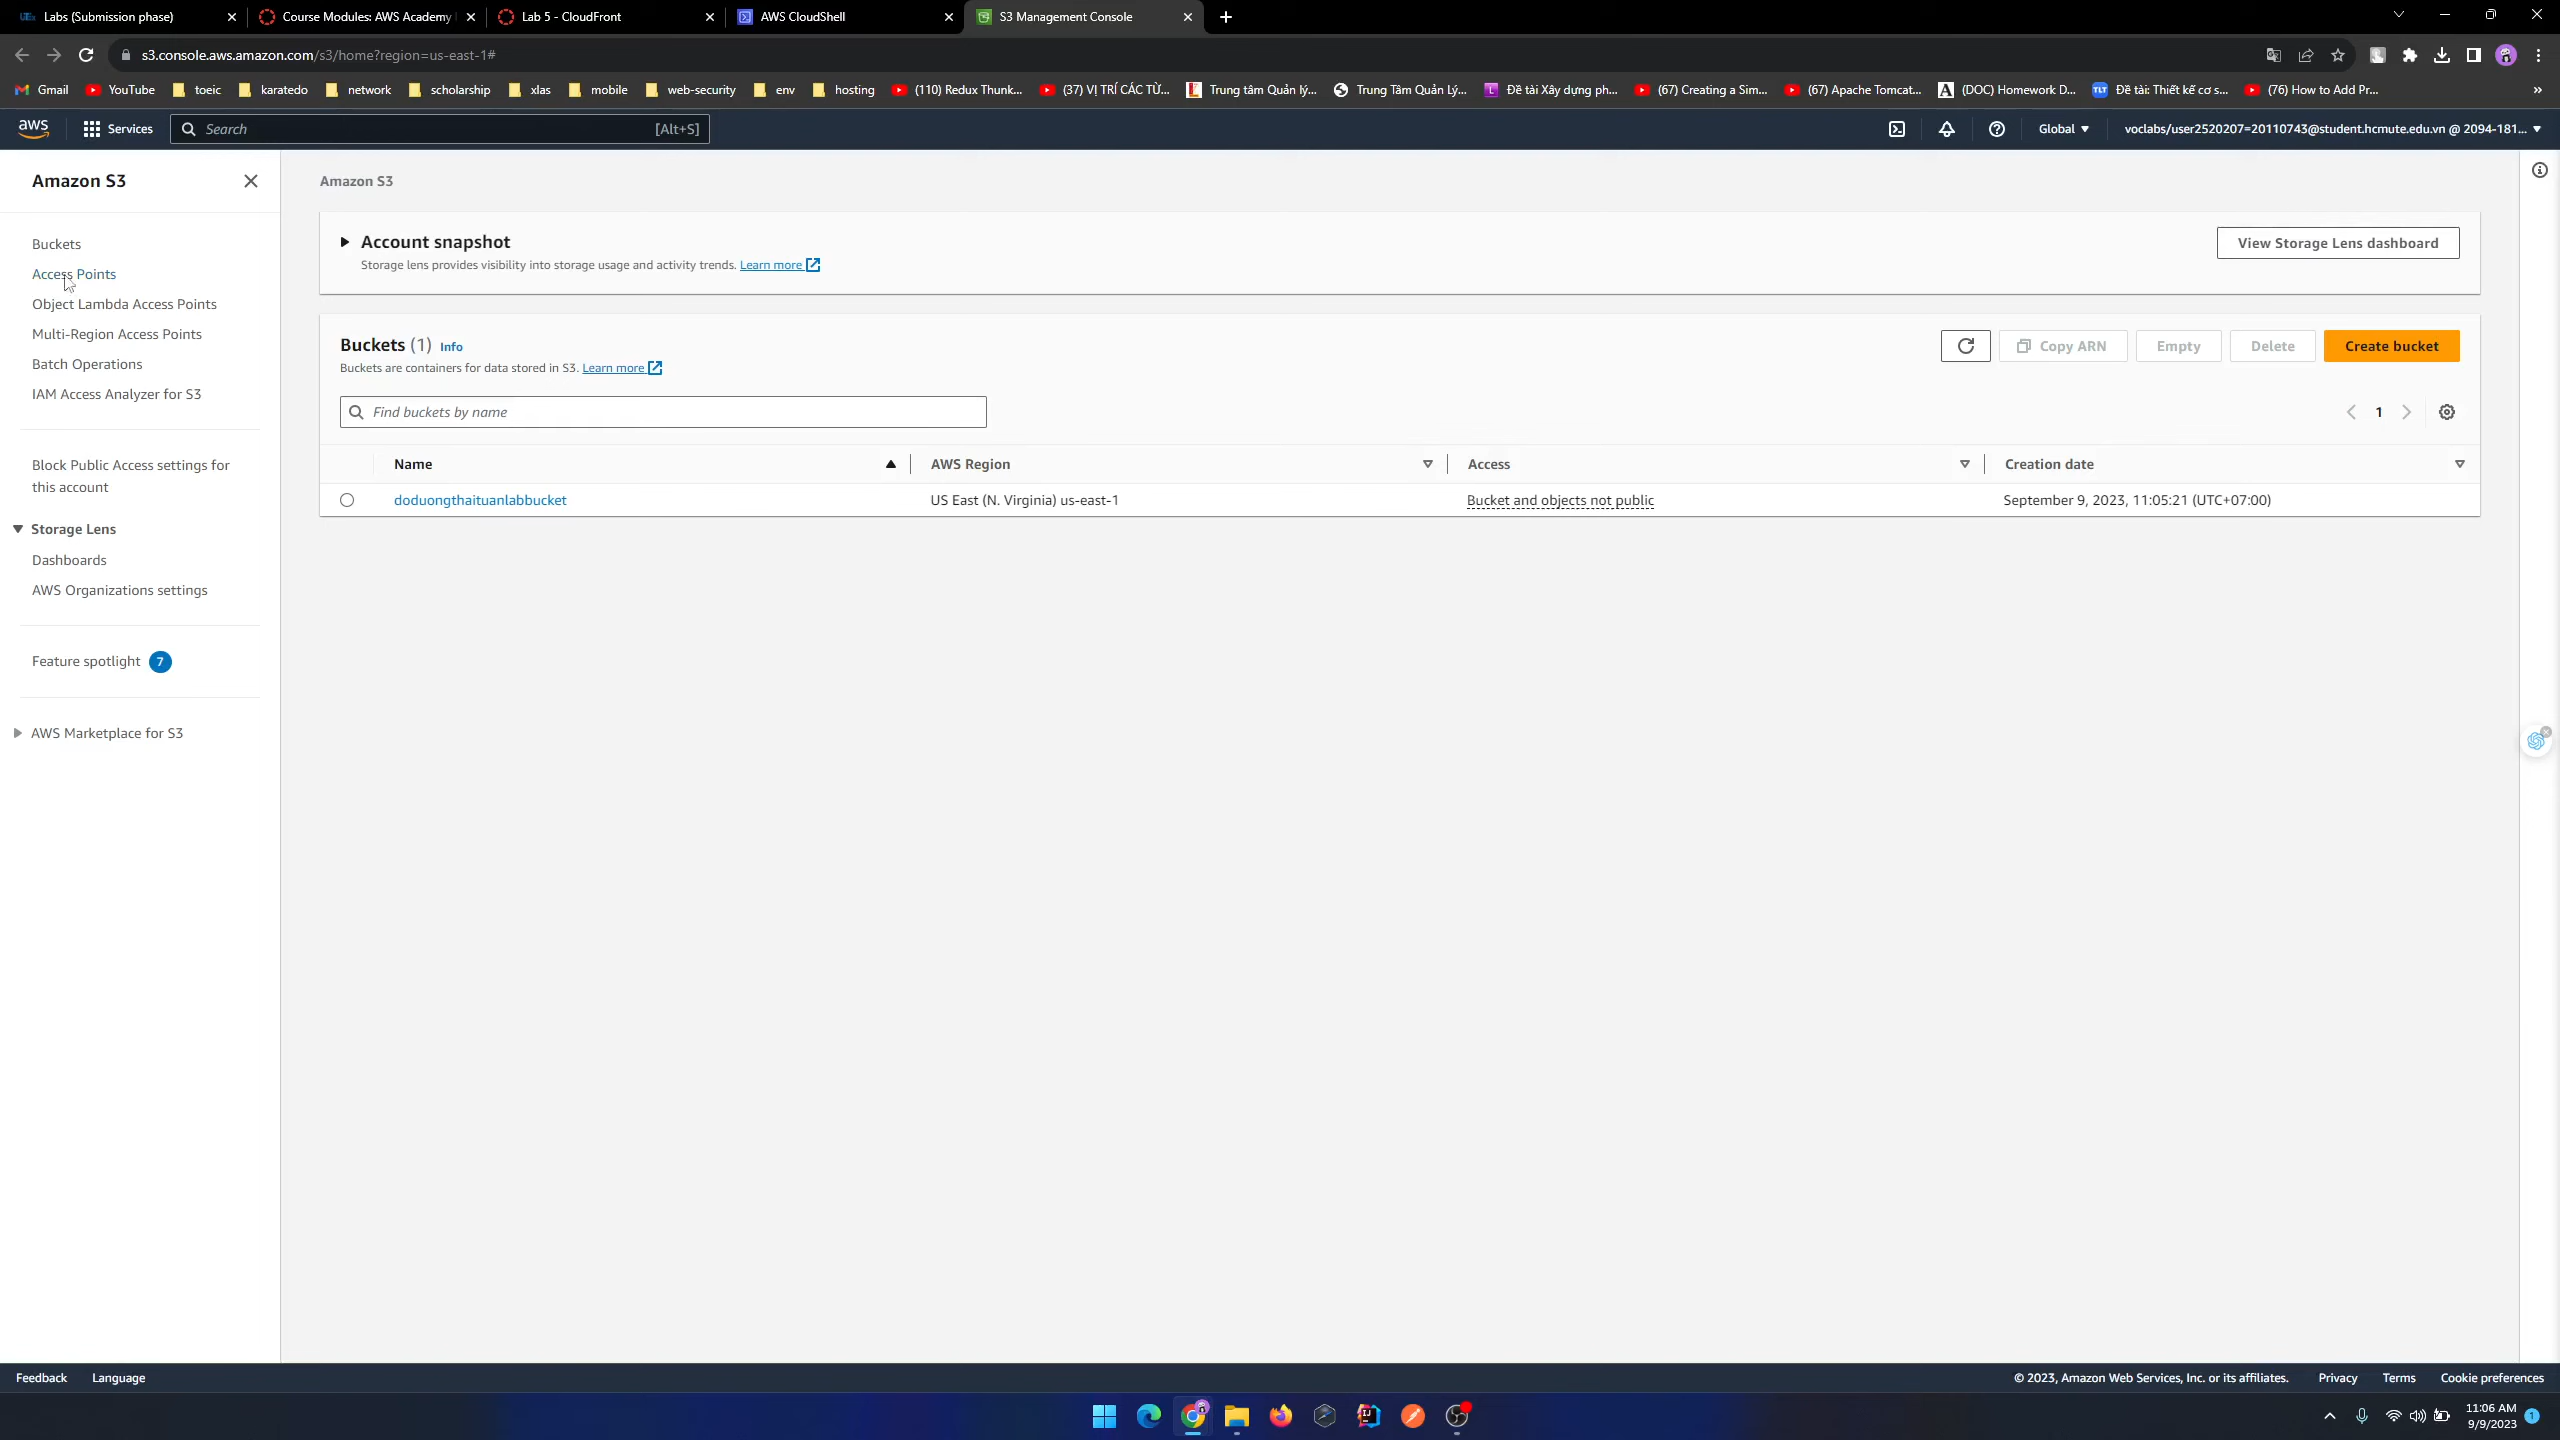 Labs (Submission phase)
Course Modules: AWS Academy
Lab 5 - CloudFront
AWS CloudShell
S3 Management Console
s3.console.aws.amazon.com/s3/home?region=us-east-1#
Gmail
YouTube
toeic
karatedo
network
scholarship
xlas
mobile
web-security
env
hosting
(110) Redux Thunk...
(37) VỊ TRÍ CÁC TỪ...
Trung tâm Quản lý...
Trung Tâm Quản Lý...
Đề tài Xây dựng ph...
(67) Creating a Sim...
(67) Apache Tomcat...
(DOC) Homework D...
TLT
Đề tài: Thiết kế cơ s...
(76) How to Add Pr...
aws
Services
Search
[Alt+S]
Global
voclabs/user2520207=20110743@student.hcmute.edu.vn @ 2094-181...
Amazon S3
Buckets
Access Points
Object Lambda Access Points
Multi-Region Access Points
Batch Operations
IAM Access Analyzer for S3
Block Public Access settings for
this account
Storage Lens
Dashboards
AWS Organizations settings
Feature spotlight 7
AWS Marketplace for S3
Amazon S3
Account snapshot
Storage lens provides visibility into storage usage and activity trends. Learn more
View Storage Lens dashboard
Buckets (1) Info
Buckets are containers for data stored in S3. Learn more
Copy ARN
Empty
Delete
Create bucket
Find buckets by name
1
Name
AWS Region
Access
Creation date
doduongthaituanlabbucket
US East (N. Virginia) us-east-1
Bucket and objects not public
September 9, 2023, 11:05:21 (UTC+07:00)
Feedback
Language
© 2023, Amazon Web Services, Inc. or its affiliates.
Privacy
Terms
Cookie preferences
11:06 AM
9/9/2023
1